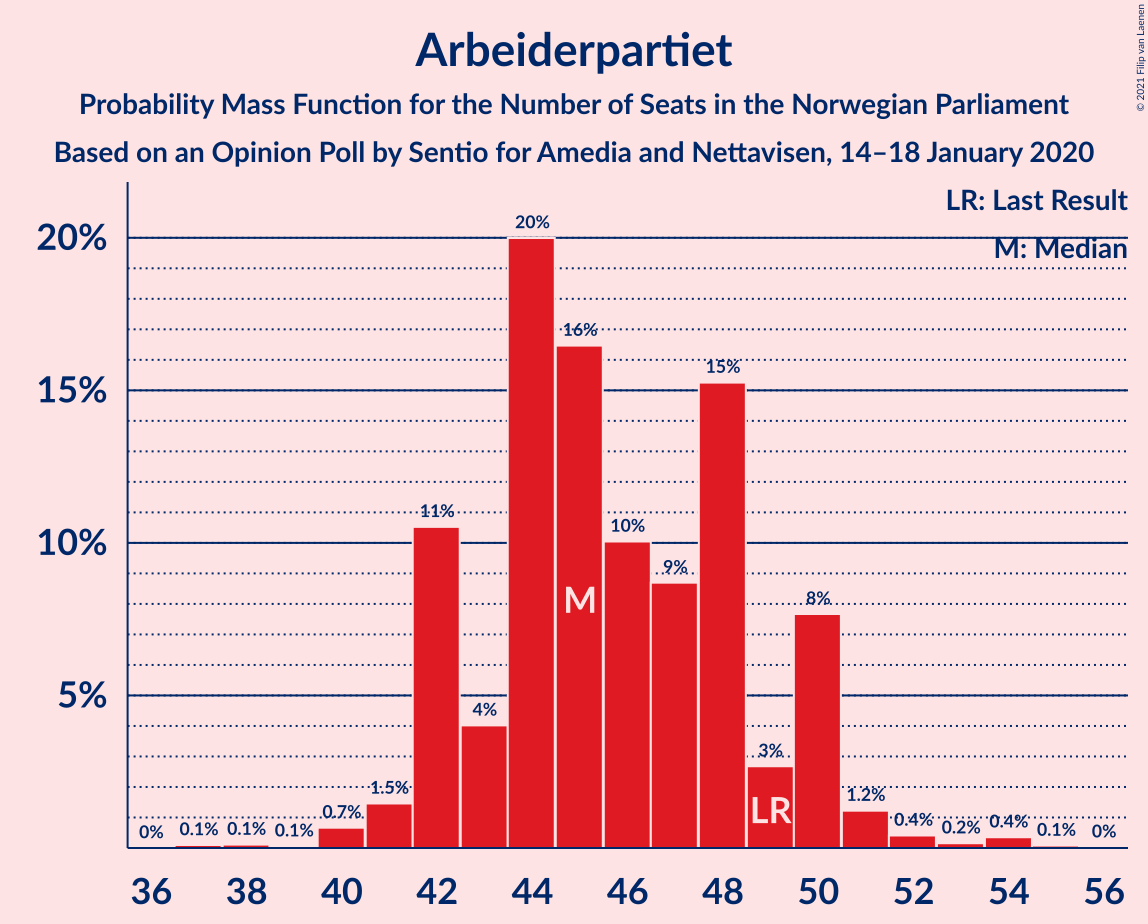 Arbeiderpartiet
Probability Mass Function for the Number of Seats in the Norwegian Parliament
Based on an Opinion Poll by Sentio for Amedia and Nettavisen, 14–18 January 2020
© 2021 Filip van Laenen
LR: Last Result
M: Median
20%
15%
10%
5%
0%
0.1%
0.1%
0.1%
0.7%
1.5%
11%
4%
20%
16%
10%
9%
15%
3%
8%
1.2%
0.4%
0.2%
0.4%
0.1%
0%
M
LR
36 38 40 42 44 46 48 50 52 54 56